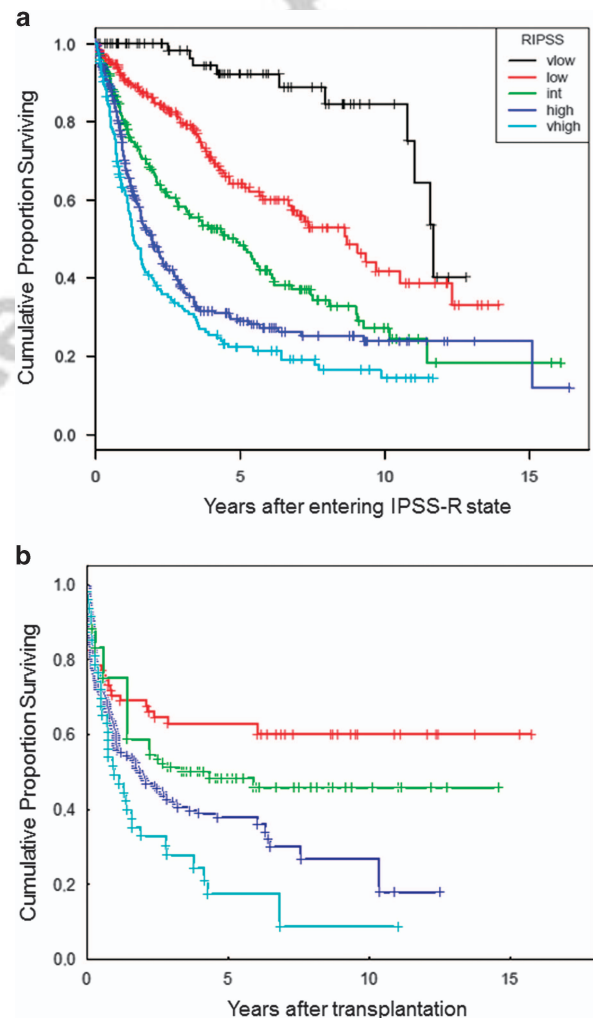 a
RIPSS
vlow
low
int
high
vhigh
Cumulative Proportion Surviving
1.0
0.8
0.6
0.4
0.2
0.0
0 5 10 15
Years after entering IPSS-R state
b
Cumulative Proportion Surviving
1.0
0.8
0.6
0.4
0.2
0.0
0 5 10 15
Years after transplantation